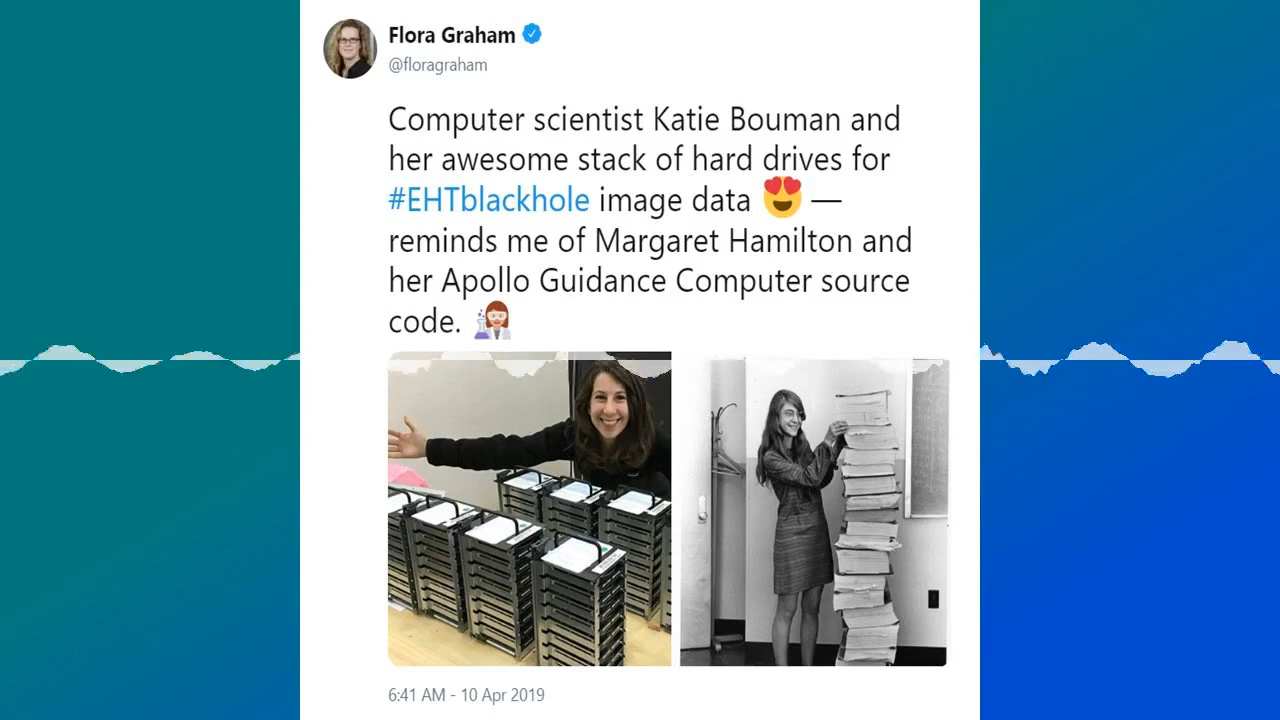 Flora Graham
@floragraham
Computer scientist Katie Bouman and
her awesome stack of hard drives for
#EHTblackhole image data 😍 —
reminds me of Margaret Hamilton and
her Apollo Guidance Computer source
code. 👩‍🔬
6:41 AM - 10 Apr 2019